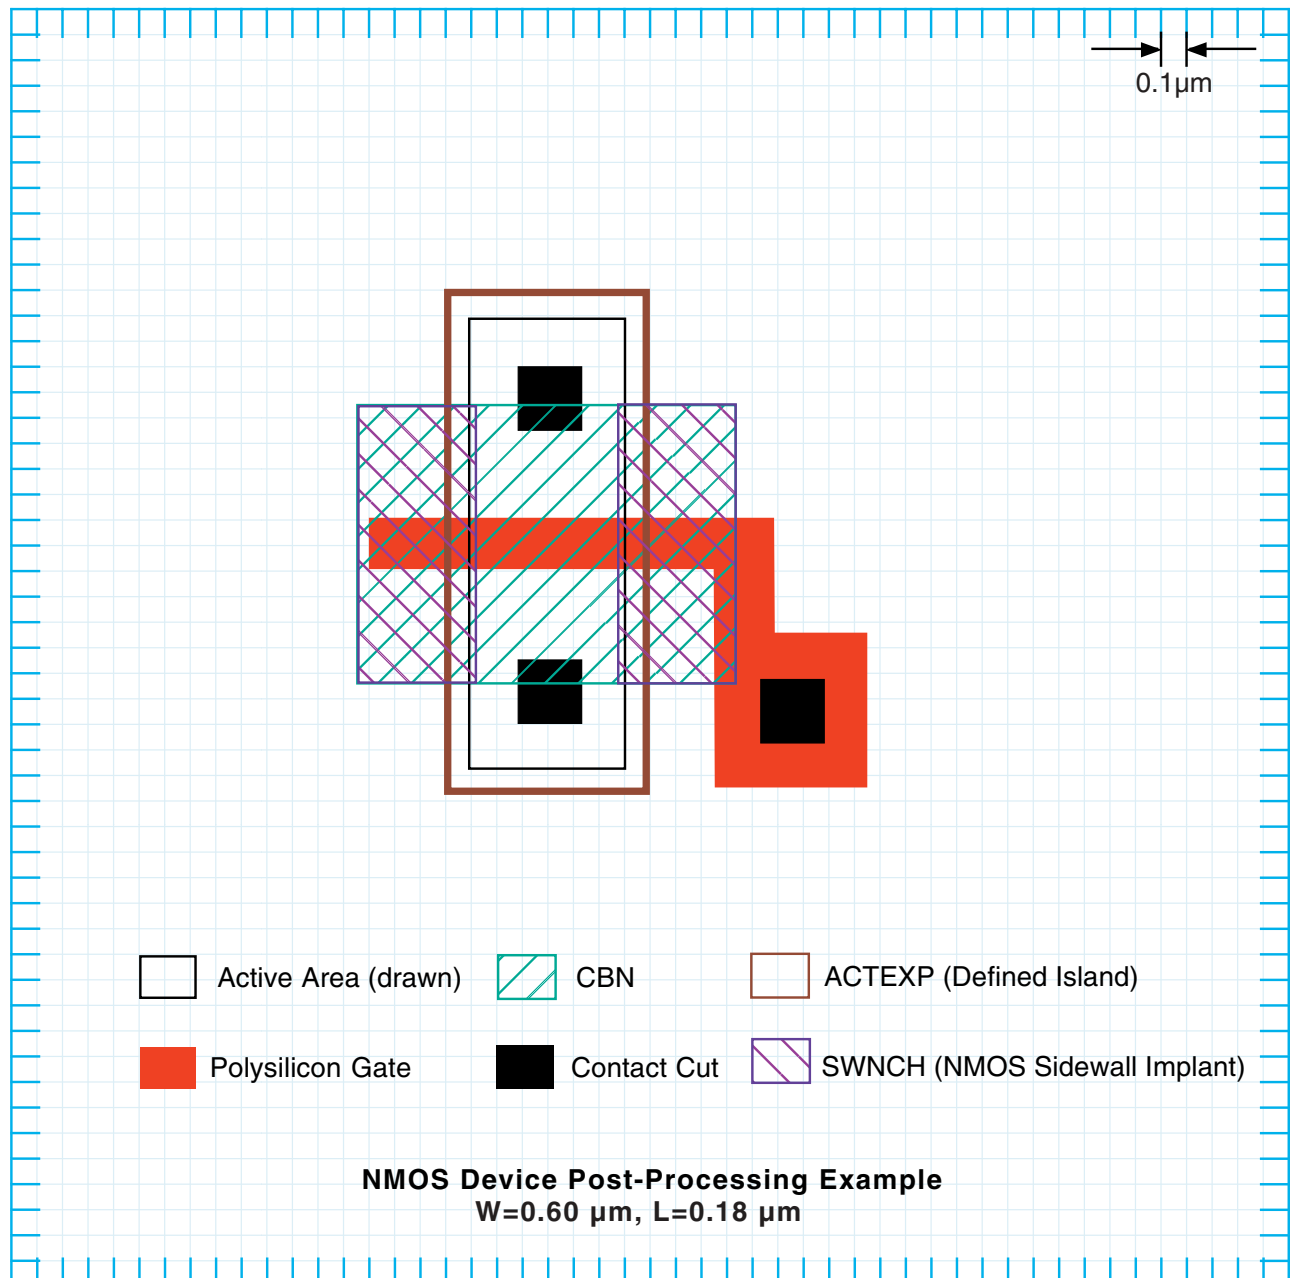 0.1µm
Active Area (drawn)
CBN
ACTEXP (Defined Island)
Polysilicon Gate
Contact Cut
SWNCH (NMOS Sidewall Implant)
NMOS Device Post-Processing Example
W=0.60 µm, L=0.18 µm